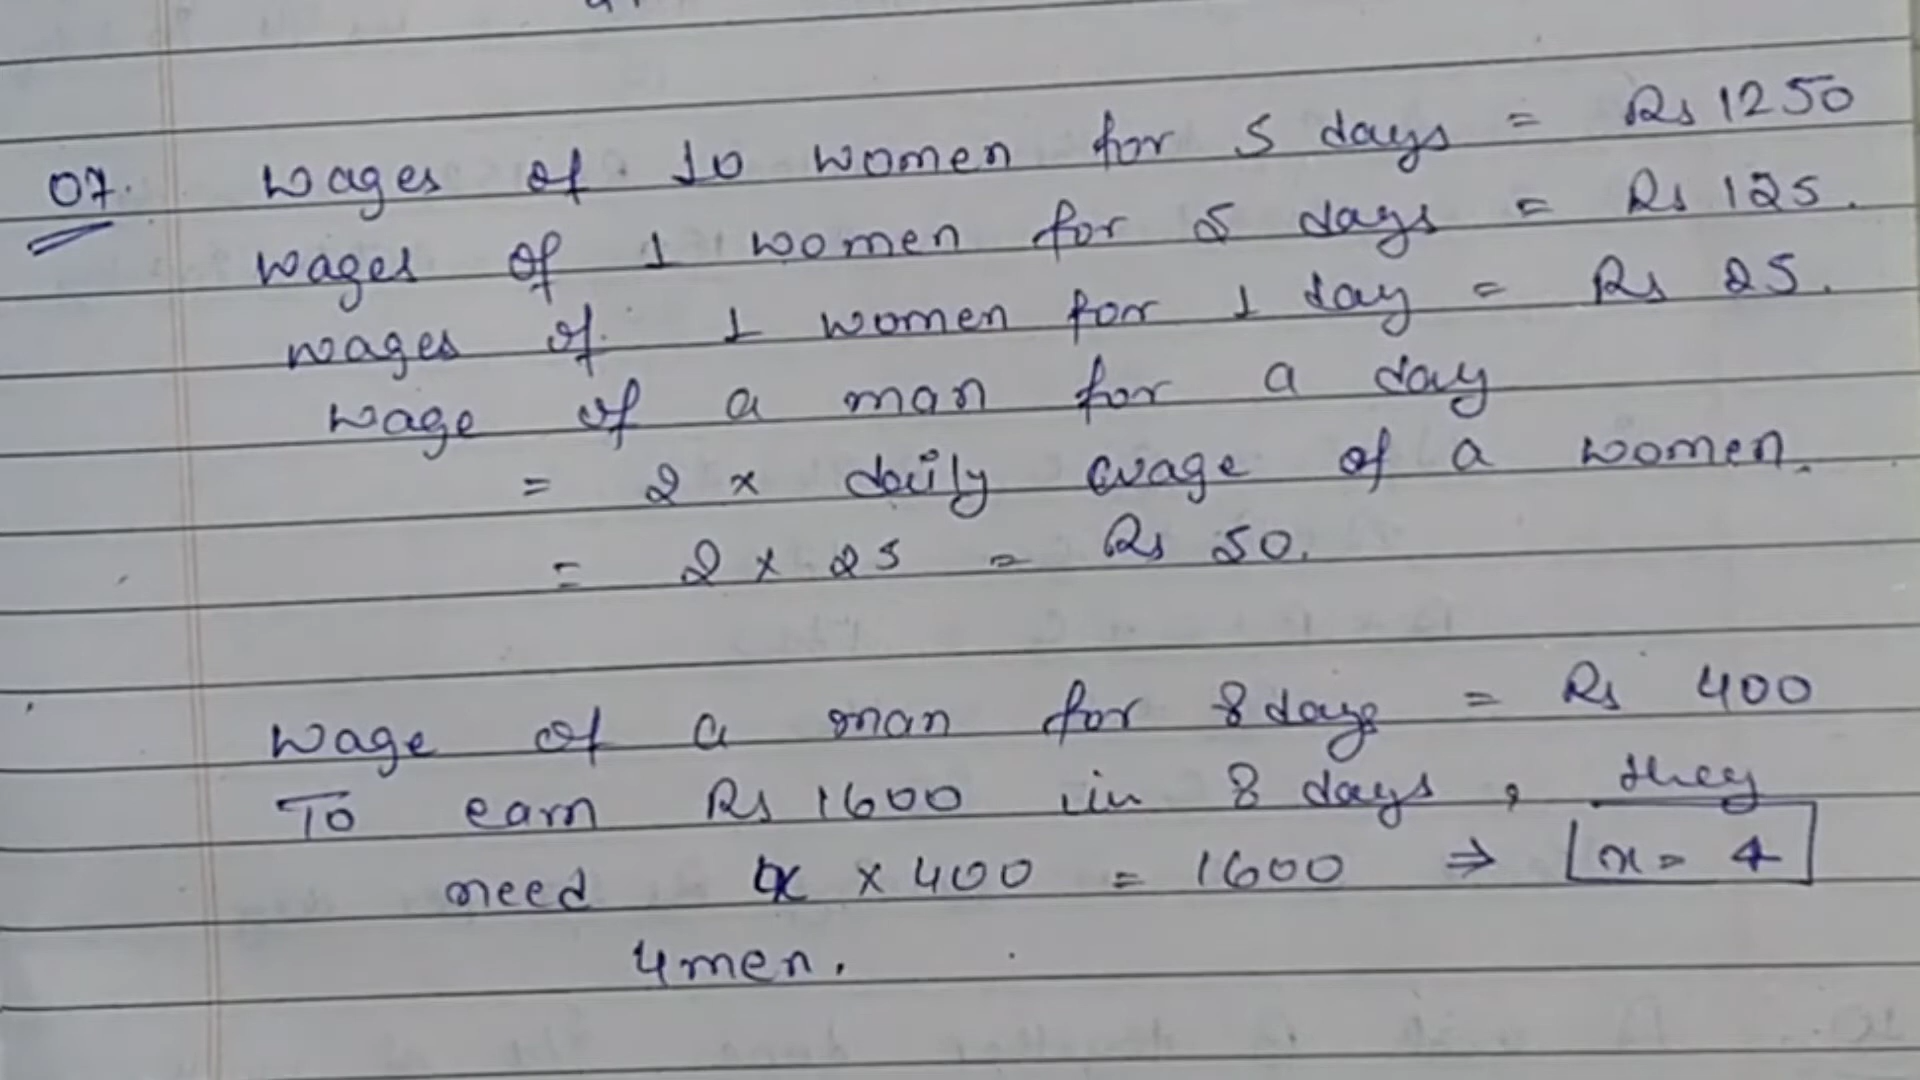 07. Wages of 10 women for 5 days = Rs 1250
wages of 1 women for 5 days = Rs 125.
wages of 1 women for 1 day = Rs 25.
wage of a man for a day
= 2 x daily wage of a women.
= 2 x 25 = Rs 50.
Wage of a man for 8 days = Rs 400
To earn Rs 1600 in 8 days, they
need x x 400 = 1600 ⇒ x = 4
4 men.